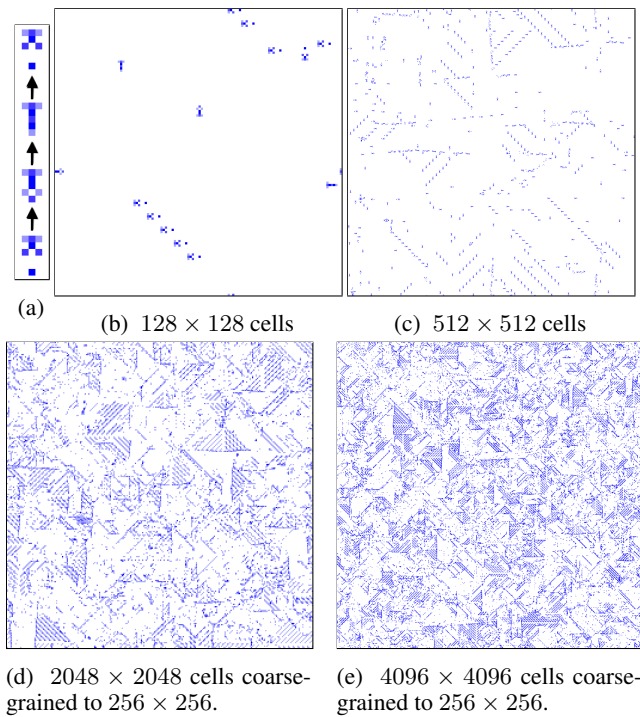 (a)
(b) 128 × 128 cells
(c) 512 × 512 cells
(d) 2048 × 2048 cells coarse-
grained to 256 × 256.
(e) 4096 × 4096 cells coarse-
grained to 256 × 256.